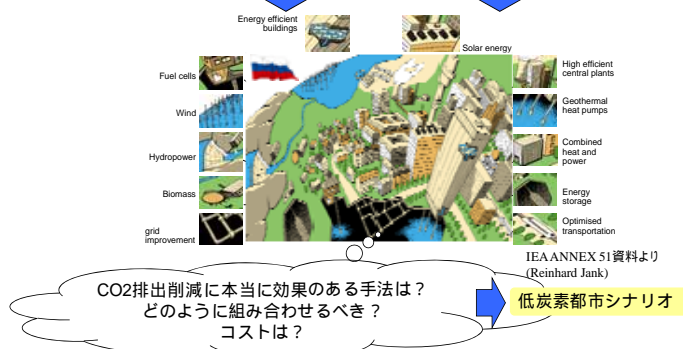 Energy efficient
buildings
Solar energy
Fuel cells
Wind
Hydropower
Biomass
grid
improvement
High efficient
central plants
Geothermal
heat pumps
Combined
heat and
power
Energy
storage
Optimised
transportation
IEA ANNEX 51資料より
(Reinhard Jank)
CO2排出削減に本当に効果のある手法は？
どのように組み合わせるべき？
コストは？
低炭素都市シナリオ